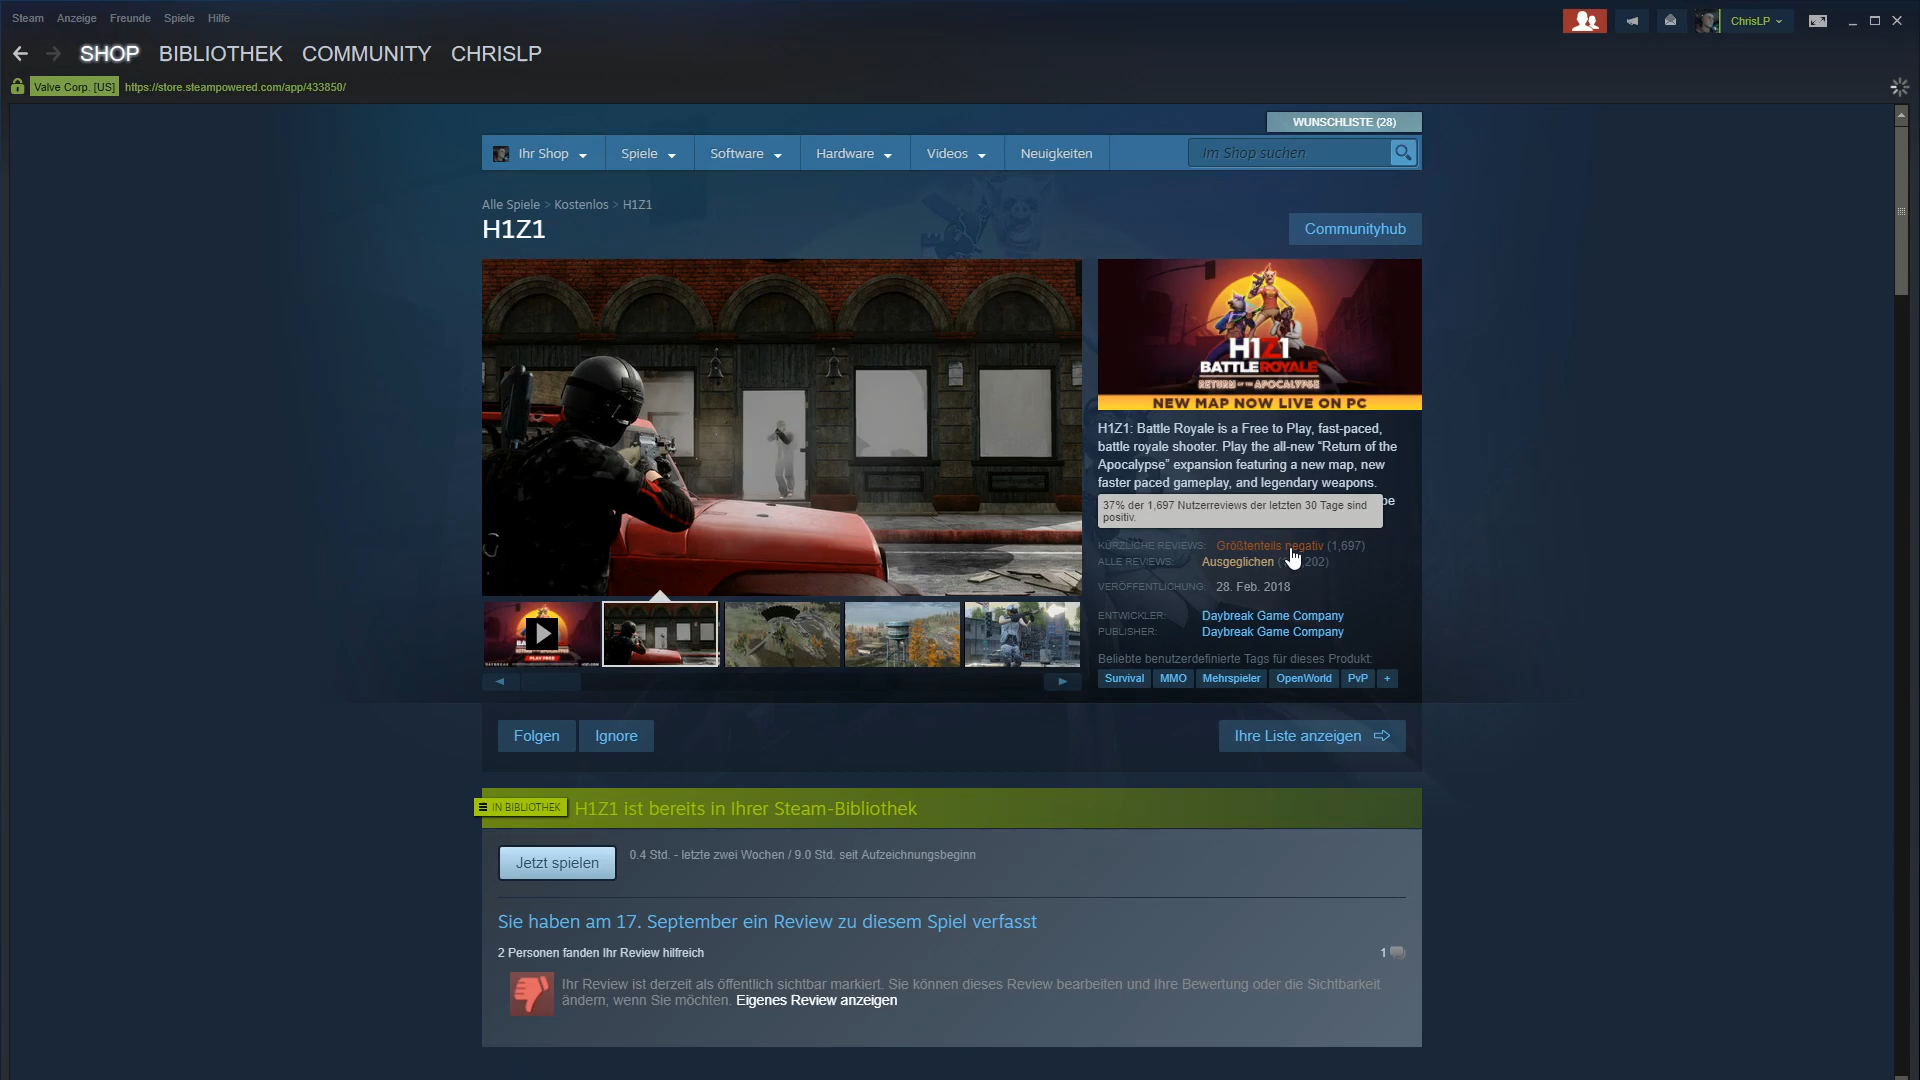 Steam Anzeige Freunde Spiele Hilfe
ChrisLP
SHOP BIBLIOTHEK COMMUNITY CHRISLP
Valve Corp. [US] https://store.steampowered.com/app/433850/
WUNSCHLISTE (28)
Ihr Shop Spiele Software Hardware Videos Neuigkeiten Im Shop suchen
Alle Spiele > Kostenlos > H1Z1
H1Z1
Communityhub
H1Z1
BATTLE ROYALE
RETURN OF THE APOCALYPSE
NEW MAP NOW LIVE ON PC
H1Z1: Battle Royale is a Free to Play, fast-paced,
battle royale shooter. Play the all-new “Return of the
Apocalypse” expansion featuring a new map, new
faster paced gameplay, and legendary weapons.
be
37% der 1,697 Nutzerreviews der letzten 30 Tage sind
positiv.
KÜRZLICHE REVIEWS: Größtenteils negativ (1,697)
ALLE REVIEWS: Ausgeglichen ,202)
VERÖFFENTLICHUNG: 28. Feb. 2018
ENTWICKLER: Daybreak Game Company
PUBLISHER: Daybreak Game Company
Beliebte benutzerdefinierte Tags für dieses Produkt:
Survival MMO Mehrspieler OpenWorld PvP +
PLAY FREE
Folgen Ignore Ihre Liste anzeigen
IN BIBLIOTHEK H1Z1 ist bereits in Ihrer Steam-Bibliothek
Jetzt spielen 0.4 Std. - letzte zwei Wochen / 9.0 Std. seit Aufzeichnungsbeginn
Sie haben am 17. September ein Review zu diesem Spiel verfasst
2 Personen fanden Ihr Review hilfreich 1
Ihr Review ist derzeit als öffentlich sichtbar markiert. Sie können dieses Review bearbeiten und Ihre Bewertung oder die Sichtbarkeit
ändern, wenn Sie möchten. Eigenes Review anzeigen